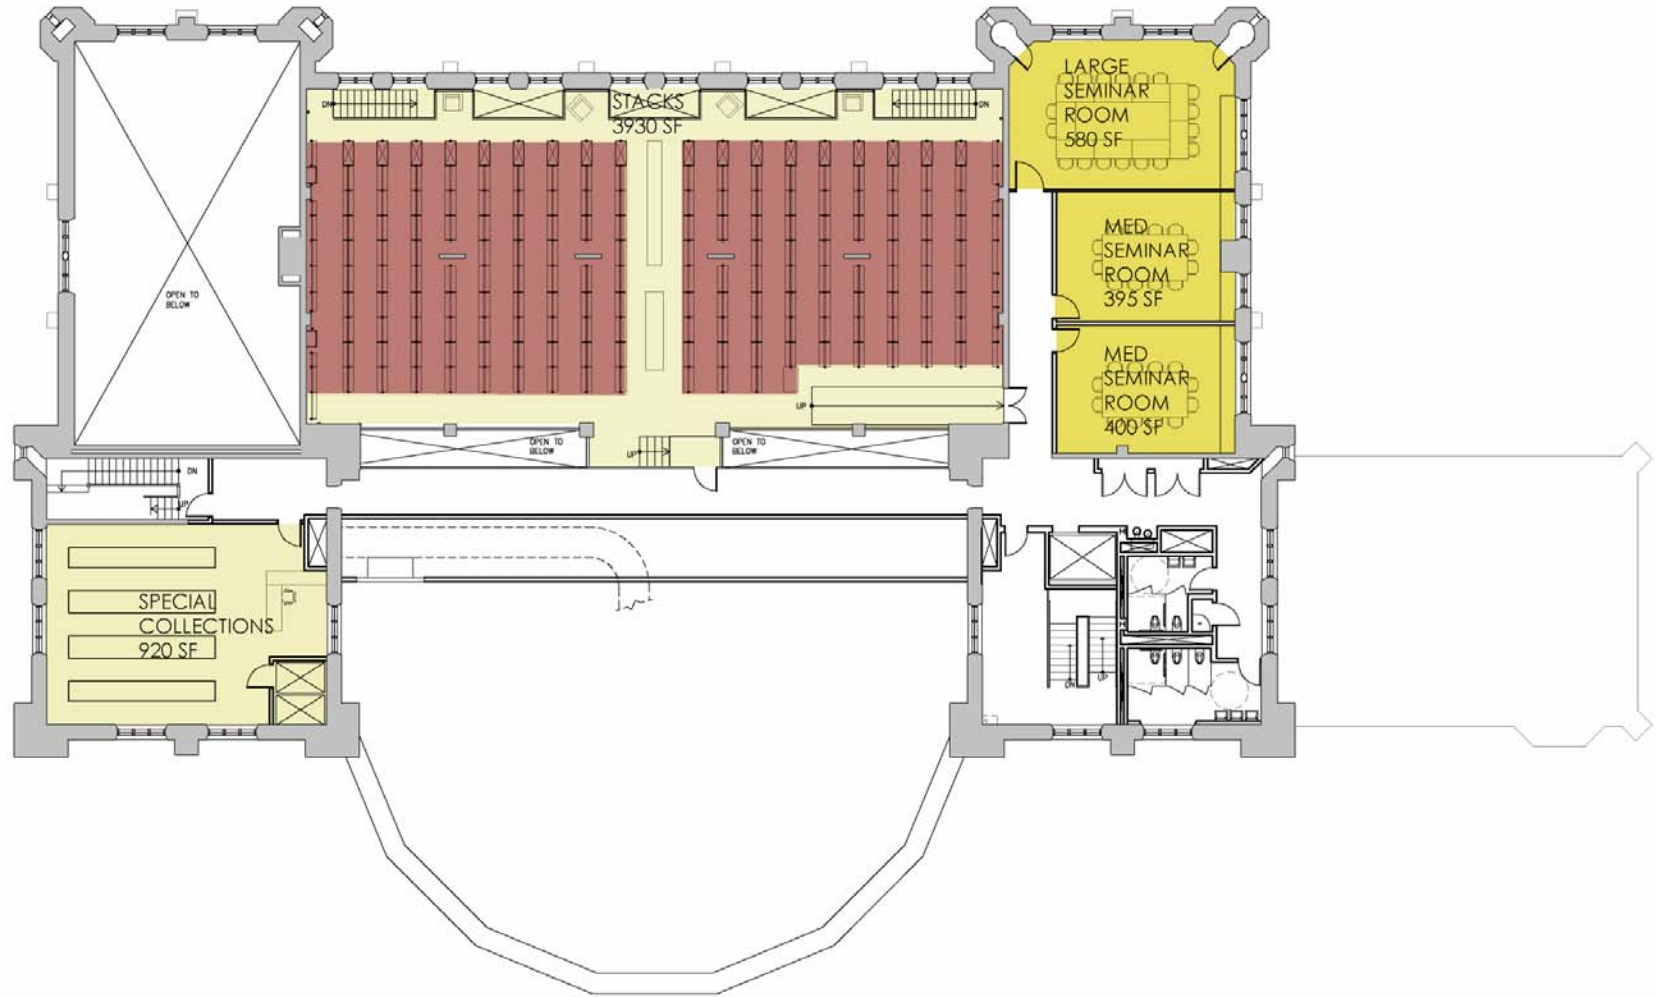 LARGE
SEMINAR
ROOM
580 SF
STACKS
3930 SF
DN
DN
MED
SEMINAR
ROOM
395 SF
OPEN TO
BELOW
MED
SEMINAR
ROOM
400 SF
UP
OPEN TO
BELOW
UP
OPEN TO
BELOW
DN
UP
SPECIAL
COLLECTIONS
920 SF
DN
UP